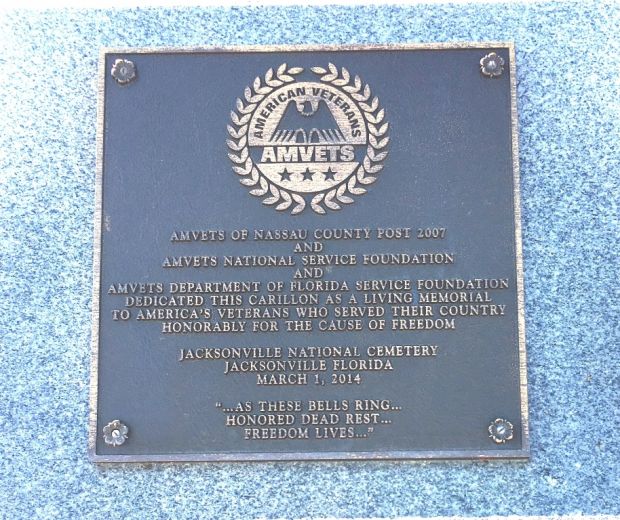 AMERICAN VETERANS
AMVETS
AMVETS OF NASSAU COUNTY POST 2007
AND
AMVETS NATIONAL SERVICE FOUNDATION
AND
AMVETS DEPARTMENT OF FLORIDA SERVICE FOUNDATION
DEDICATED THIS CARILLON AS A LIVING MEMORIAL
TO AMERICA'S VETERANS WHO SERVED THEIR COUNTRY
HONORABLY FOR THE CAUSE OF FREEDOM
JACKSONVILLE NATIONAL CEMETERY
JACKSONVILLE FLORIDA
MARCH 1, 2014
"...AS THESE BELLS RING...
HONORED DEAD REST...
FREEDOM LIVES..."